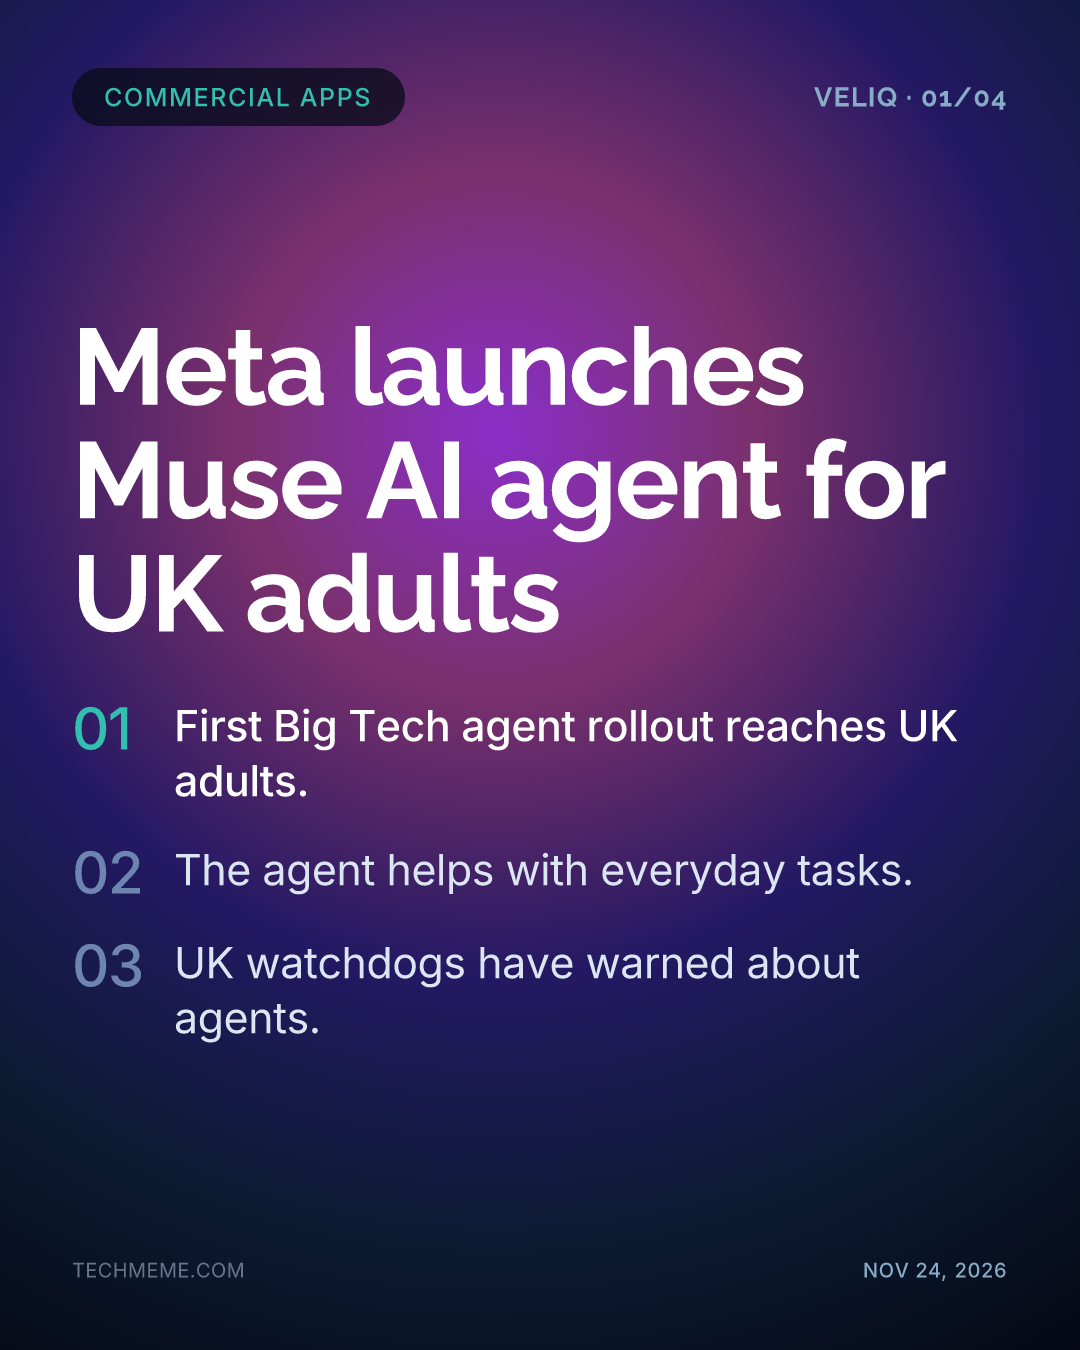 COMMERCIAL APPS
VELIQ · 01/04
Meta launches
Muse AI agent for
UK adults
01 First Big Tech agent rollout reaches UK
adults.
02 The agent helps with everyday tasks.
03 UK watchdogs have warned about
agents.
TECHMEME.COM
NOV 24, 2026